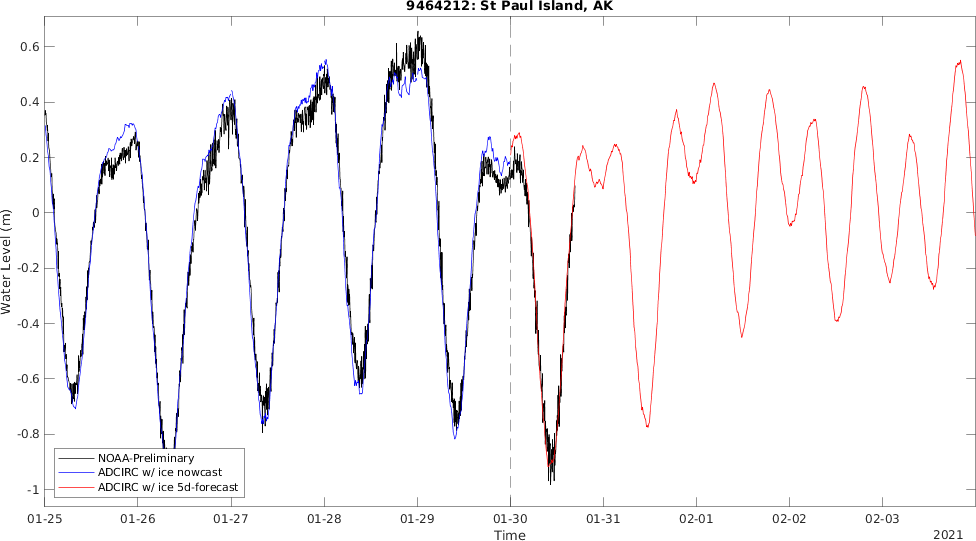 9464212: St Paul Island, AK
Water Level (m)
0.6
0.4
0.2
0
-0.2
-0.4
-0.6
-0.8
-1
NOAA-Preliminary
ADCIRC w/ ice nowcast
ADCIRC w/ ice 5d-forecast
01-25 01-26 01-27 01-28 01-29 01-30 01-31 02-01 02-02 02-03
Time
2021